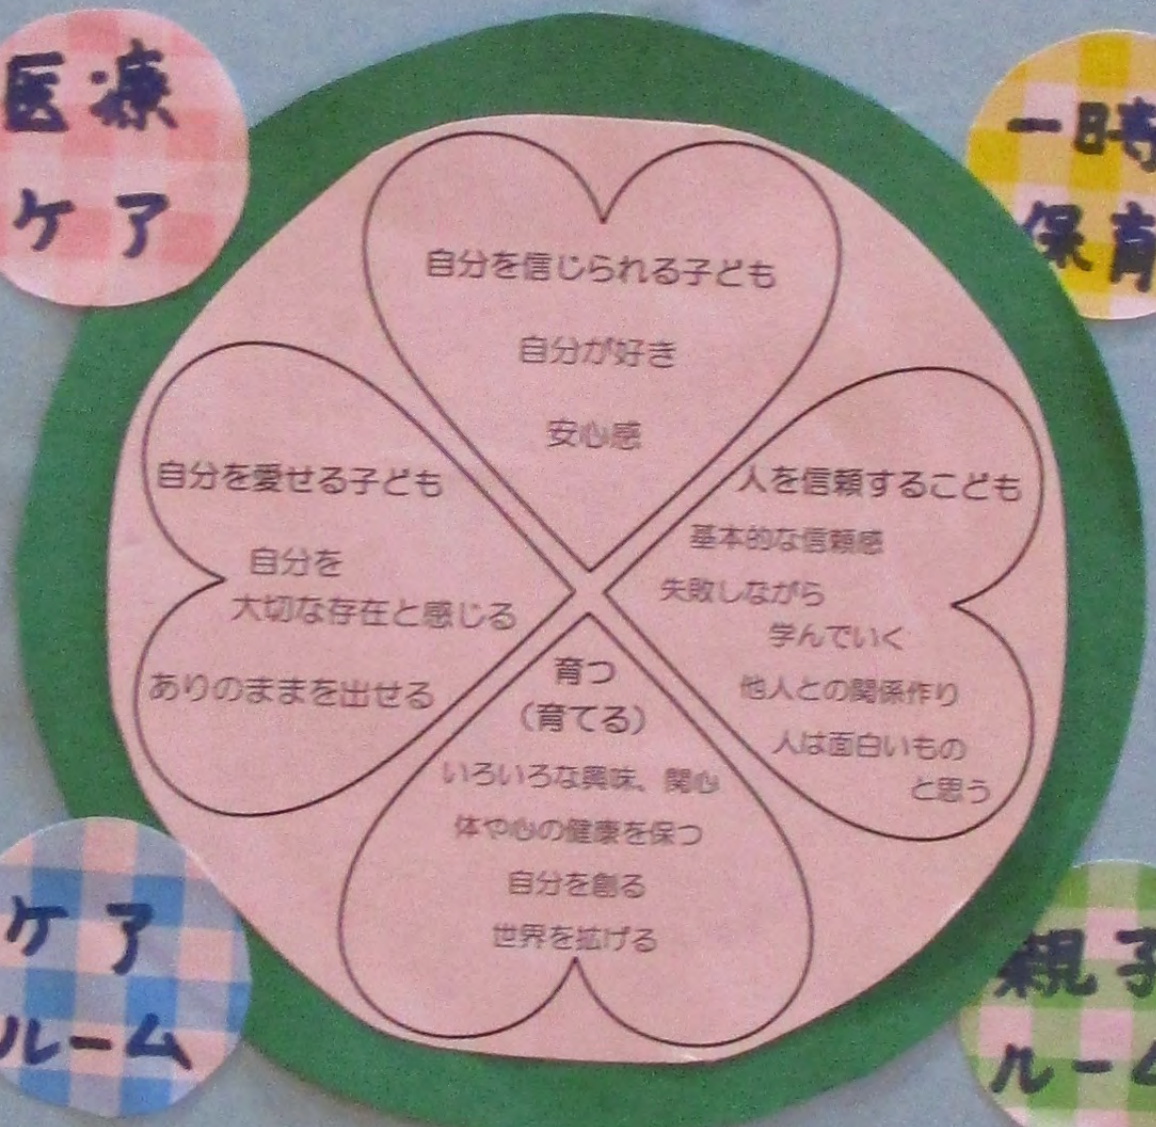 医療
ケア
一時
保育
自分を信じられる子ども
自分が好き
安心感
自分を愛せる子ども
自分を
大切な存在と感じる
ありのままを出せる
人を信頼するこども
基本的な信頼感
失敗しながら
学んでいく
他人との関係作り
人は面白いもの
と思う
育つ
(育てる)
いろいろな興味、関心
体や心の健康を保つ
自分を創る
世界を拡げる
ケア
ルーム
親子
ルーム